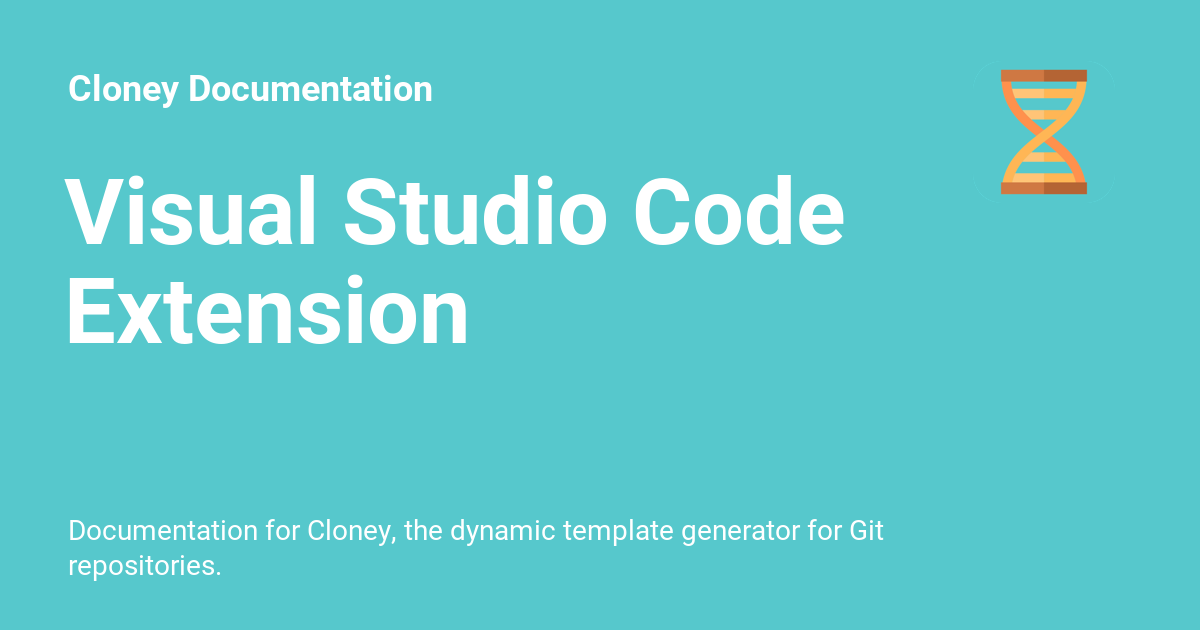 Cloney Documentation
Visual Studio Code
Extension
Documentation for Cloney, the dynamic template generator for Git
repositories.